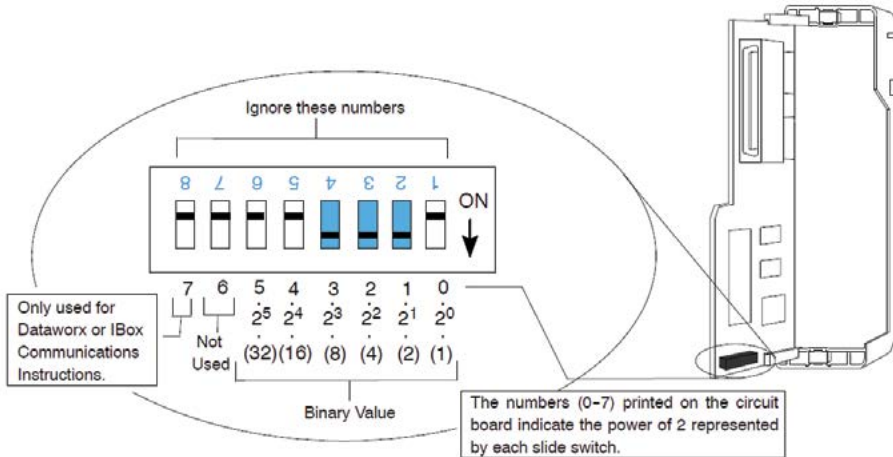 Ignore these numbers
8 7 6 5 4 3 2 1
ON
7 6 5 4 3 2 1 0
2⁵ 2⁴ 2³ 2² 2¹ 2⁰
(32)(16) (8) (4) (2) (1)
Only used for
Dataworx or IBox
Communications
Instructions.
Not
Used
Binary Value
The numbers (0–7) printed on the circuit
board indicate the power of 2 represented
by each slide switch.